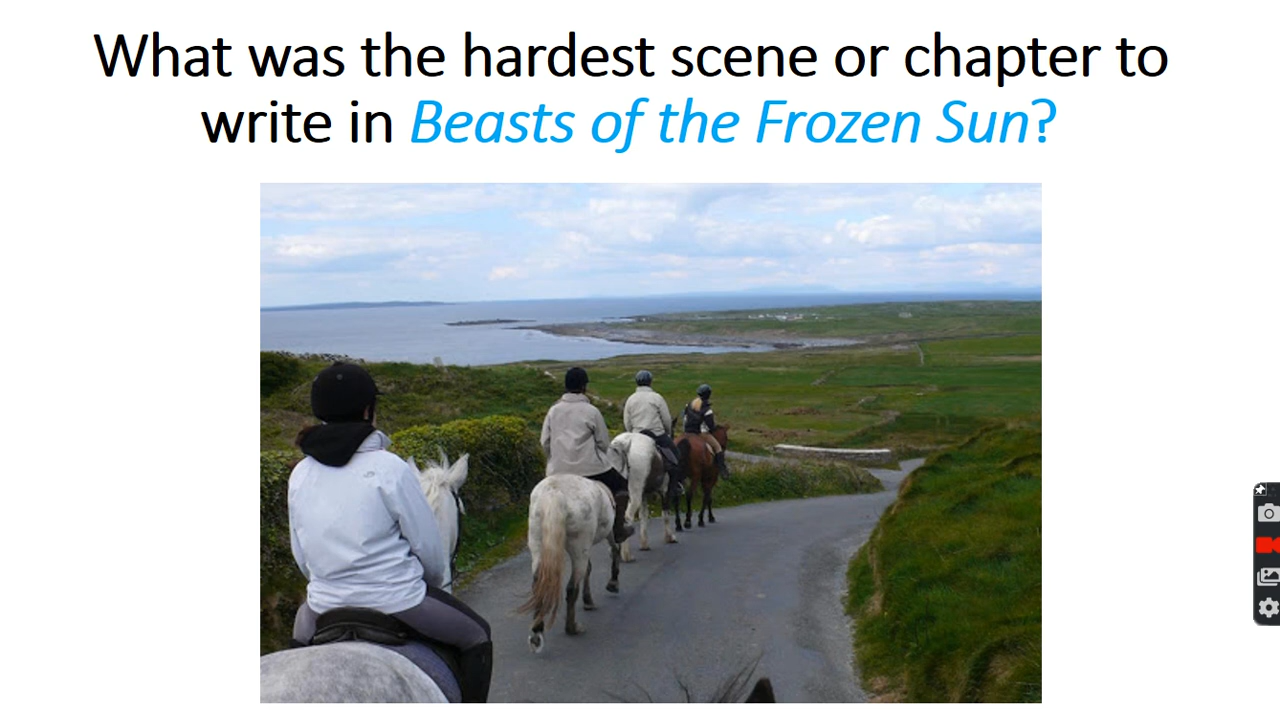 What was the hardest scene or chapter to
write in Beasts of the Frozen Sun?